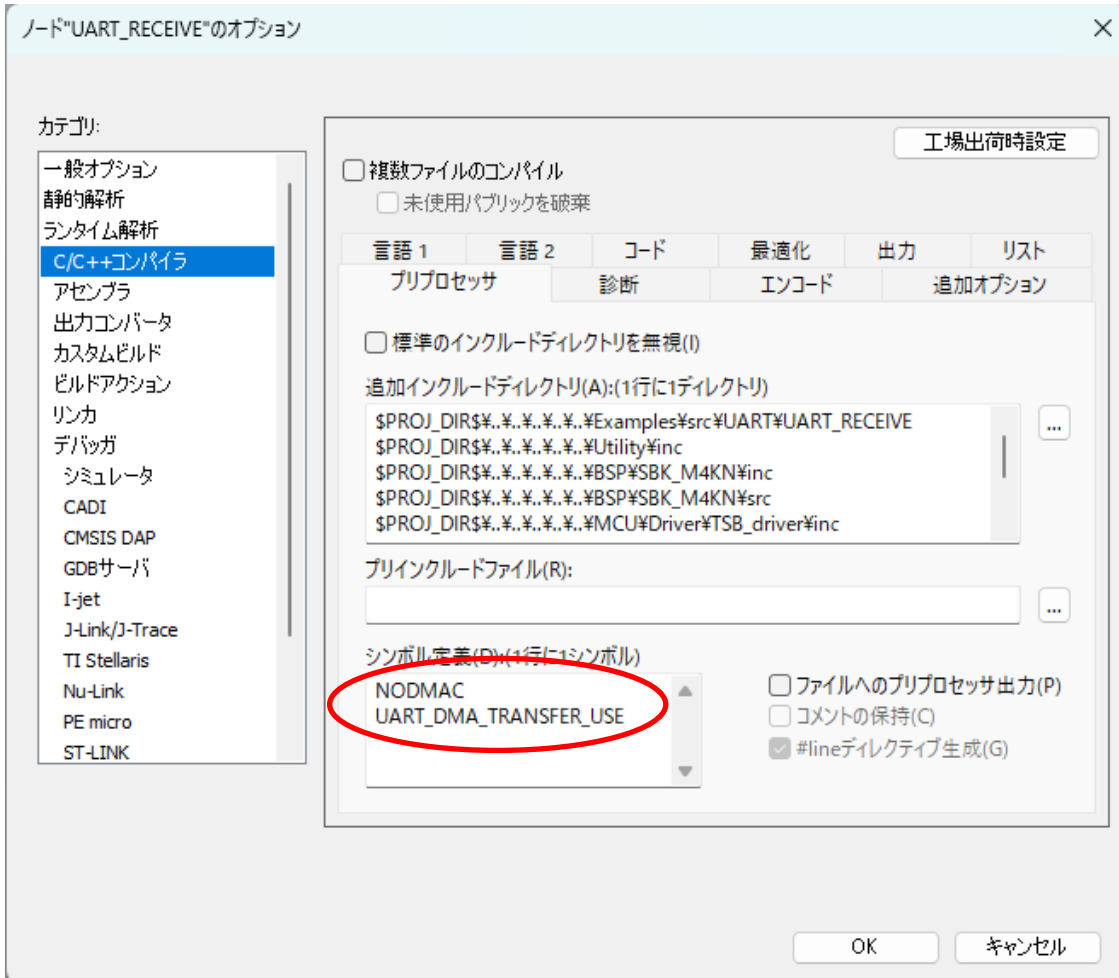 ノード"UART_RECEIVE"のオプション
カテゴリ:
一般オプション
静的解析
ランタイム解析
C/C++コンパイラ
アセンブラ
出力コンバータ
カスタムビルド
ビルドアクション
リンカ
デバッガ
シミュレータ
CADI
CMSIS DAP
GDBサーバ
I-jet
J-Link/J-Trace
TI Stellaris
Nu-Link
PE micro
ST-LINK
工場出荷時設定
複数ファイルのコンパイル
未使用パブリックを破棄
言語 1 言語 2 コード 最適化 出力 リスト
プリプロセッサ 診断 エンコード 追加オプション
標準のインクルードディレクトリを無視(I)
追加インクルードディレクトリ(A):(1行に1ディレクトリ)
$PROJ_DIR$¥..¥..¥..¥..¥..¥Examples¥src¥UART¥UART_RECEIVE
$PROJ_DIR$¥..¥..¥..¥..¥..¥Utility¥inc
$PROJ_DIR$¥..¥..¥..¥..¥..¥BSP¥SBK_M4KN¥inc
$PROJ_DIR$¥..¥..¥..¥..¥..¥BSP¥SBK_M4KN¥src
$PROJ_DIR$¥..¥..¥..¥..¥..¥MCU¥Driver¥TSB_driver¥inc
...
プリインクルードファイル(R):
...
シンボル定義(D):(1行に1シンボル)
NODMAC
UART_DMA_TRANSFER_USE
ファイルへのプリプロセッサ出力(P)
コメントの保持(C)
#lineディレクティブ生成(G)
OK キャンセル